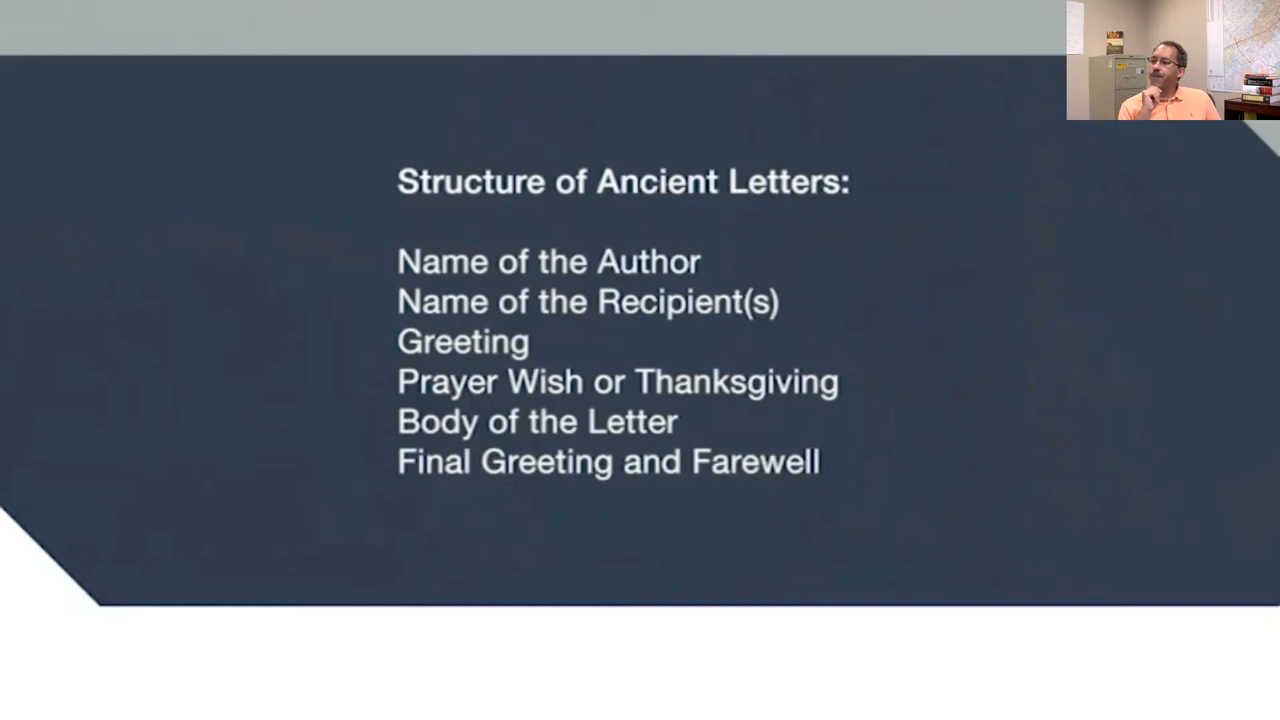 Structure of Ancient Letters:
Name of the Author
Name of the Recipient(s)
Greeting
Prayer Wish or Thanksgiving
Body of the Letter
Final Greeting and Farewell